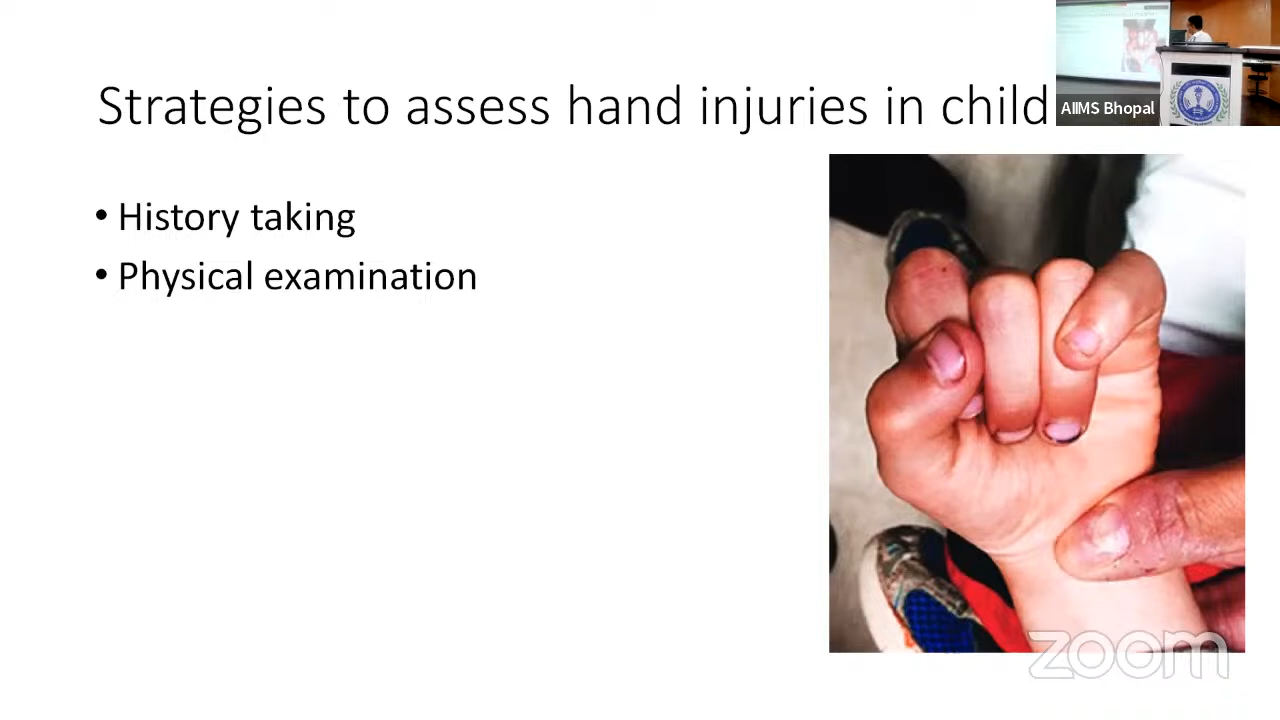 Strategies to assess hand injuries in child
AIIMS Bhopal
• History taking
• Physical examination
zoom